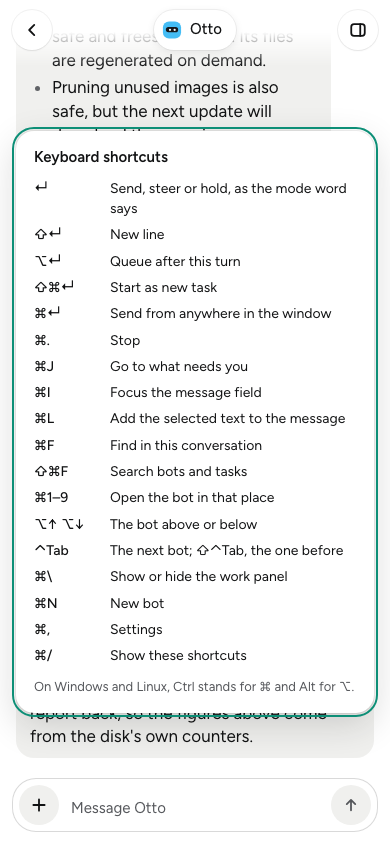 Otto
are regenerated on demand.
• Pruning unused images is also
safe, but the next update will
Keyboard shortcuts
↵ Send, steer or hold, as the mode word
says
⇧↵ New line
⌥↵ Queue after this turn
⇧⌘↵ Start as new task
⌘↵ Send from anywhere in the window
⌘. Stop
⌘J Go to what needs you
⌘I Focus the message field
⌘L Add the selected text to the message
⌘F Find in this conversation
⇧⌘F Search bots and tasks
⌘1–9 Open the bot in that place
⌥↑ ⌥↓ The bot above or below
^Tab The next bot; ⇧^Tab, the one before
⌘\ Show or hide the work panel
⌘N New bot
⌘, Settings
⌘/ Show these shortcuts
On Windows and Linux, Ctrl stands for ⌘ and Alt for ⌥.
report back, so the figures above come
from the disk's own counters.
Message Otto